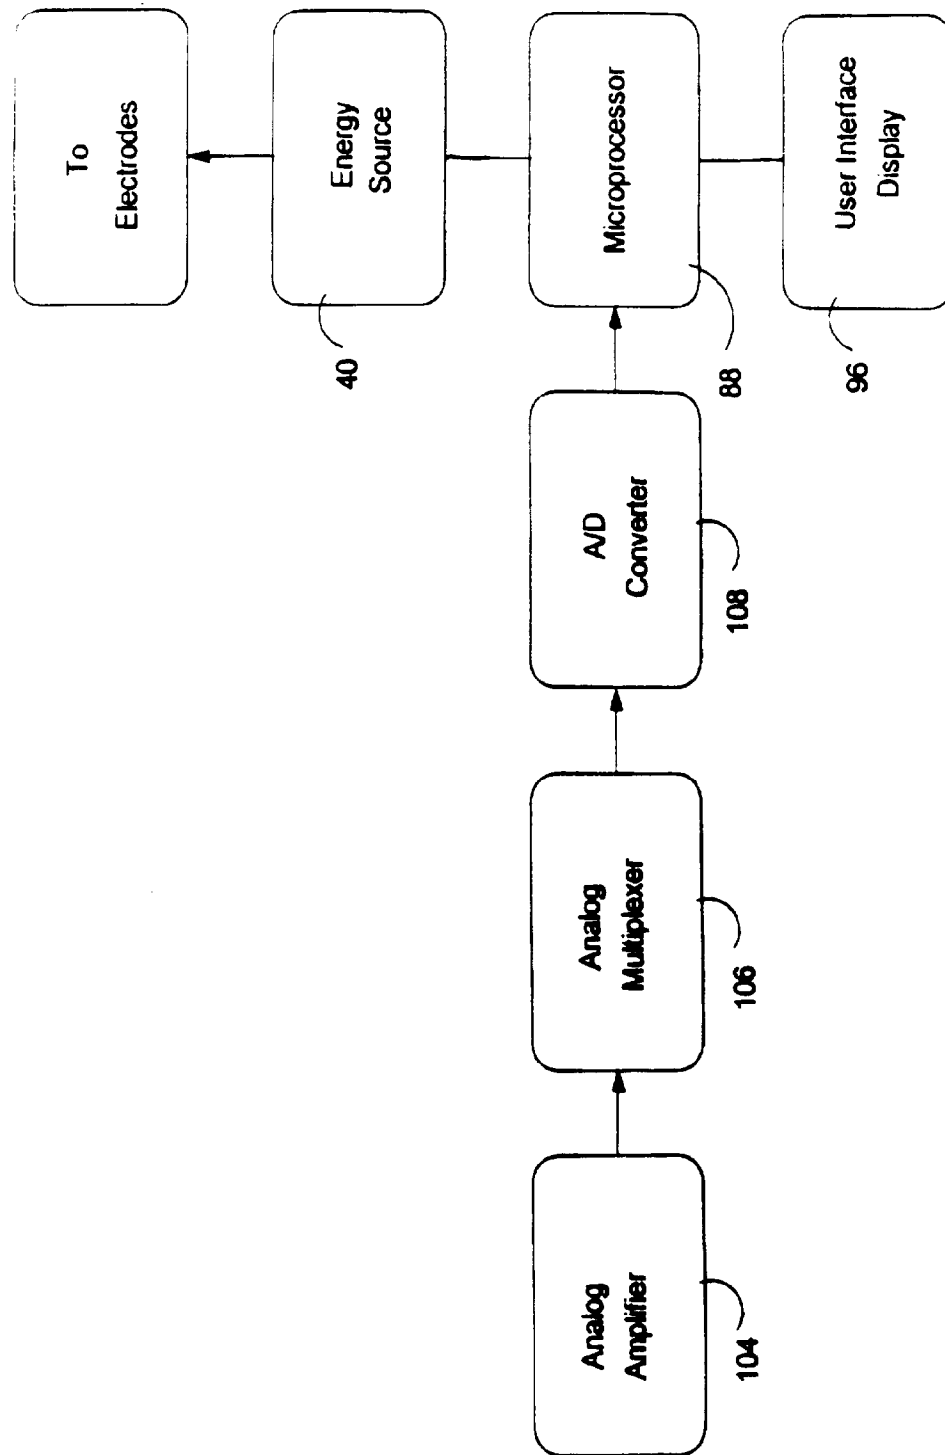 To
Electrodes
Energy
Source
40
Microprocessor
88
User Interface
Display
96
A/D
Converter
108
Analog
Multiplexer
106
Analog
Amplifier
104